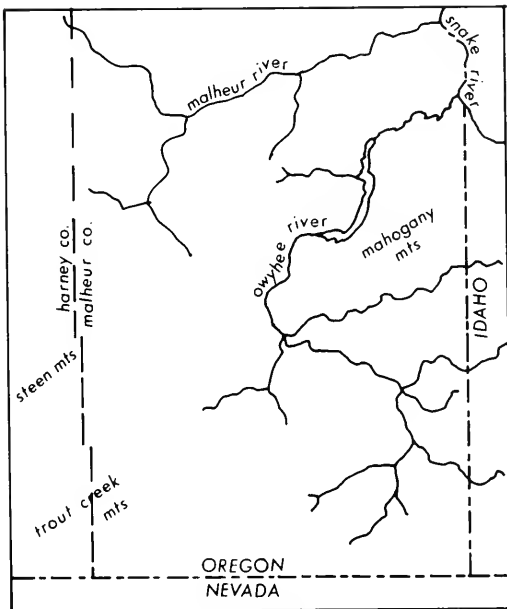 snake river
malheur river
owyhee river
mahogany
mts
harney co.
malheur co.
IDAHO
steen mts
trout creek
mts
OREGON
NEVADA